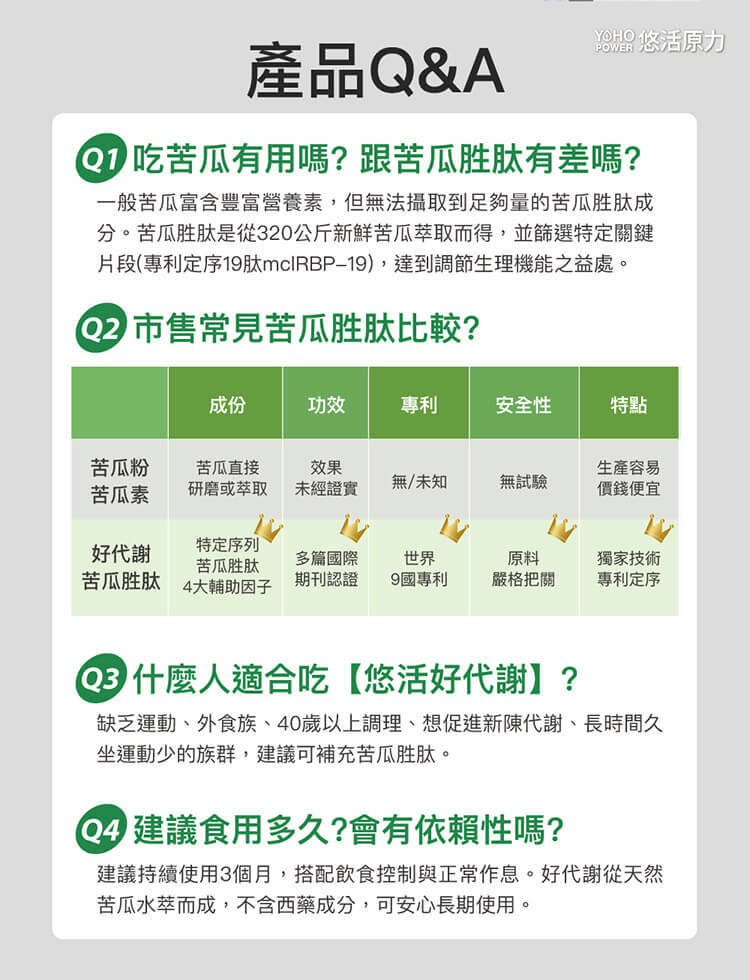 YOHO POWER 悠活原力
產品Q&A
Q1 吃苦瓜有用嗎? 跟苦瓜胜肽有差嗎?
一般苦瓜富含豐富營養素，但無法攝取到足夠量的苦瓜胜肽成
分。苦瓜胜肽是從320公斤新鮮苦瓜萃取而得，並篩選特定關鍵
片段(專利定序19肽mcIRBP-19)，達到調節生理機能之益處。
Q2 市售常見苦瓜胜肽比較?
成份 功效 專利 安全性 特點
苦瓜粉
苦瓜素
苦瓜直接
研磨或萃取
效果
未經證實
無/未知
無試驗
生產容易
價錢便宜
好代謝
苦瓜胜肽
特定序列
苦瓜胜肽
4大輔助因子
多篇國際
期刊認證
世界
9國專利
原料
嚴格把關
獨家技術
專利定序
Q3 什麼人適合吃【悠活好代謝】?
缺乏運動、外食族、40歲以上調理、想促進新陳代謝、長時間久
坐運動少的族群，建議可補充苦瓜胜肽。
Q4 建議食用多久?會有依賴性嗎?
建議持續使用3個月，搭配飲食控制與正常作息。好代謝從天然
苦瓜水萃而成，不含西藥成分，可安心長期使用。